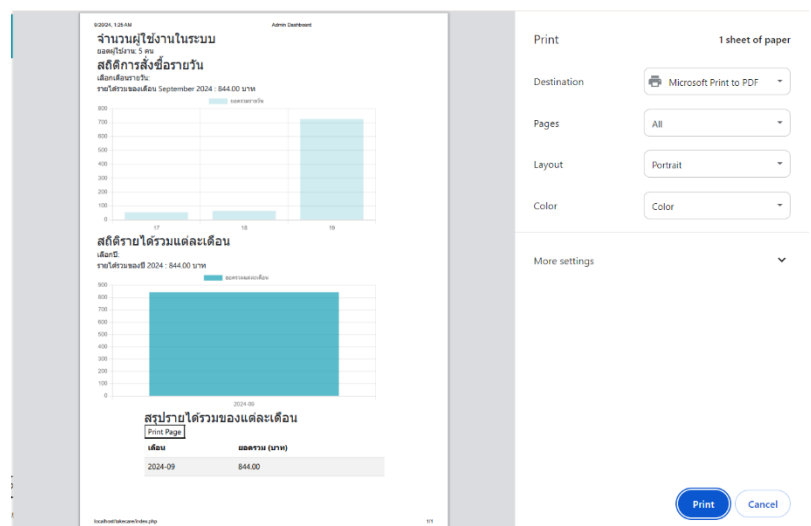 9/20/24, 1:26 AM Admin Dashboard
จำนวนผู้ใช้งานในระบบ
ยอดผู้ใช้งาน: 5 คน
สถิติการสั่งซื้อรายวัน
เลือกเดือนรายวัน:
รายได้รวมของเดือน September 2024 : 844.00 บาท
ยอดรวมรายวัน
800
700
600
500
400
300
200
100
0
17 18 19
สถิติรายได้รวมแต่ละเดือน
เลือกปี:
รายได้รวมของปี 2024 : 844.00 บาท
ยอดรวมแต่ละเดือน
900
800
700
600
500
400
300
200
100
0
2024-09
สรุปรายได้รวมของแต่ละเดือน
Print Page
เดือน ยอดรวม (บาท)
2024-09 844.00
localhost/takecare/index.php 1/1
Print 1 sheet of paper
Destination Microsoft Print to PDF
Pages All
Layout Portrait
Color Color
More settings
Print Cancel